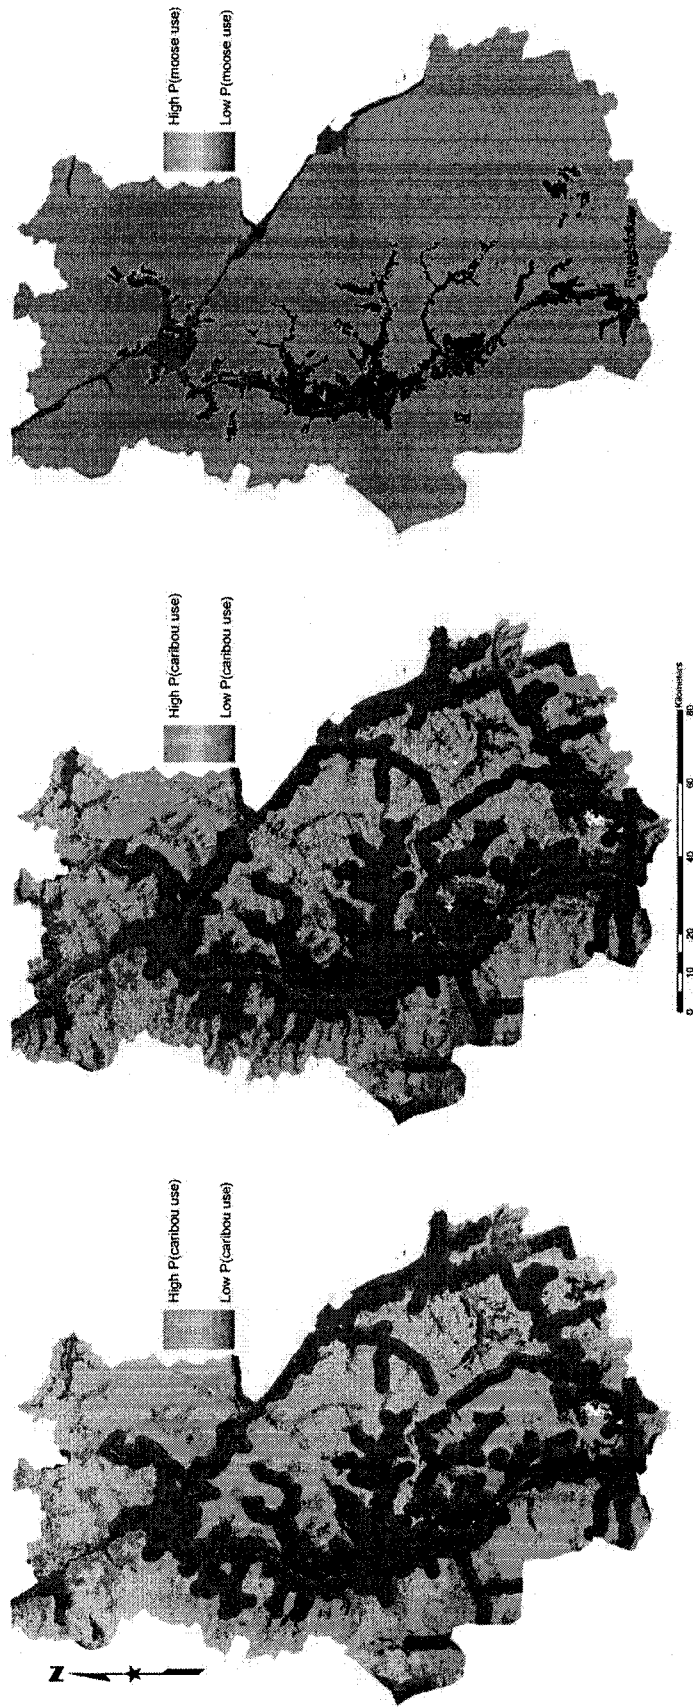 High P(moose use)
Low P(moose use)
Revelstoke
High P(caribou use)
Low P(caribou use)
0 10 20 40 60 80
Kilometers
High P(caribou use)
Low P(caribou use)
N